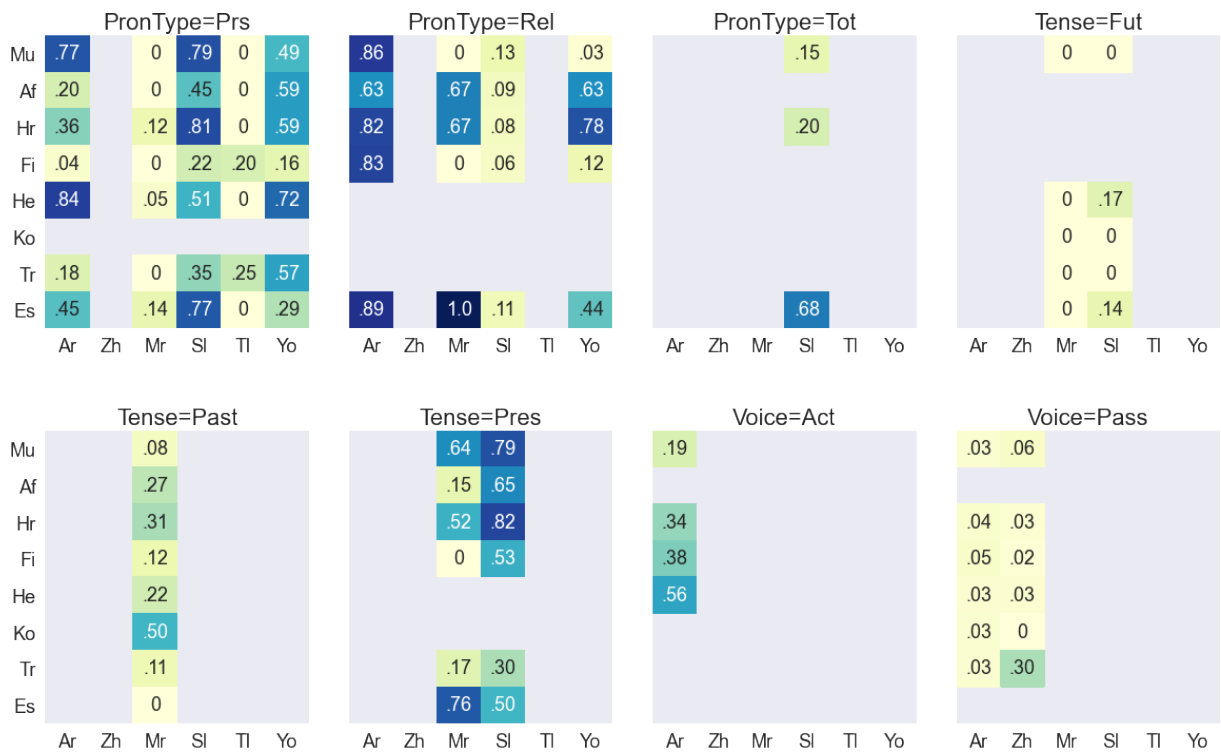 PronType=Prs PronType=Rel PronType=Tot Tense=Fut
Mu .77 0 .79 0 .49 .86 0 .13 .03 .15 0 0
Af .20 0 .45 0 .59 .63 .67 .09 .63
Hr .36 .12 .81 0 .59 .82 .67 .08 .78 .20
Fi .04 0 .22 .20 .16 .83 0 .06 .12
He .84 .05 .51 0 .72 0 .17
Ko 0 0
Tr .18 0 .35 .25 .57 0 0
Es .45 .14 .77 0 .29 .89 1.0 .11 .44 .68 0 .14
Ar Zh Mr Sl Tl Yo Ar Zh Mr Sl Tl Yo Ar Zh Mr Sl Tl Yo Ar Zh Mr Sl Tl Yo
Tense=Past Tense=Pres Voice=Act Voice=Pass
Mu .08 .64 .79 .19 .03 .06
Af .27 .15 .65
Hr .31 .52 .82 .34 .04 .03
Fi .12 0 .53 .38 .05 .02
He .22 .56 .03 .03
Ko .50 .03 0
Tr .11 .17 .30 .03 .30
Es 0 .76 .50
Ar Zh Mr Sl Tl Yo Ar Zh Mr Sl Tl Yo Ar Zh Mr Sl Tl Yo Ar Zh Mr Sl Tl Yo